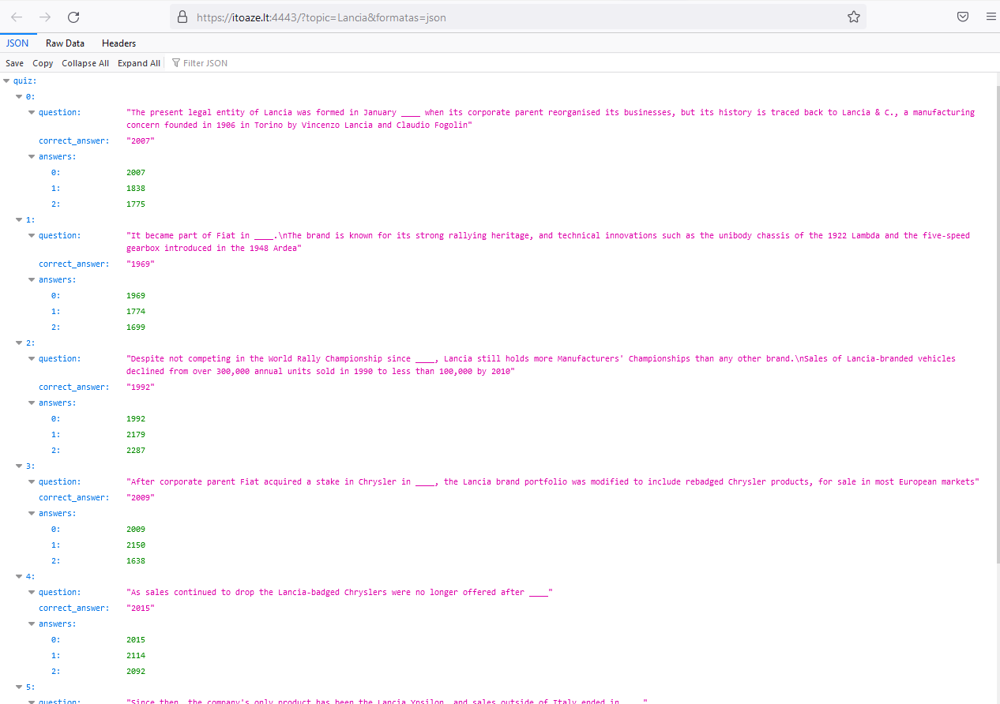 https://itoaze.lt:4443/?topic=Lancia&formatas=json
JSON Raw Data Headers
Save Copy Collapse All Expand All Filter JSON
quiz:
0:
question: "The present legal entity of Lancia was formed in January ____ when its corporate parent reorganised its businesses, but its history is traced back to Lancia & C., a manufacturing
concern founded in 1906 in Torino by Vincenzo Lancia and Claudio Fogolin"
correct_answer: "2007"
answers:
0: 2007
1: 1838
2: 1775
1:
question: "It became part of Fiat in ____.\nThe brand is known for its strong rallying heritage, and technical innovations such as the unibody chassis of the 1922 Lambda and the five-speed
gearbox introduced in the 1948 Ardea"
correct_answer: "1969"
answers:
0: 1969
1: 1774
2: 1699
2:
question: "Despite not competing in the World Rally Championship since ____, Lancia still holds more Manufacturers' Championships than any other brand.\nSales of Lancia-branded vehicles
declined from over 300,000 annual units sold in 1990 to less than 100,000 by 2010"
correct_answer: "1992"
answers:
0: 1992
1: 2179
2: 2287
3:
question: "After corporate parent Fiat acquired a stake in Chrysler in ____, the Lancia brand portfolio was modified to include rebadged Chrysler products, for sale in most European markets"
correct_answer: "2009"
answers:
0: 2009
1: 2150
2: 1638
4:
question: "As sales continued to drop the Lancia-badged Chryslers were no longer offered after ____"
correct_answer: "2015"
answers:
0: 2015
1: 2114
2: 2092
5:
question: "Since then, the company's only product has been the Lancia Ypsilon, and sales outside of Italy ended in ____"